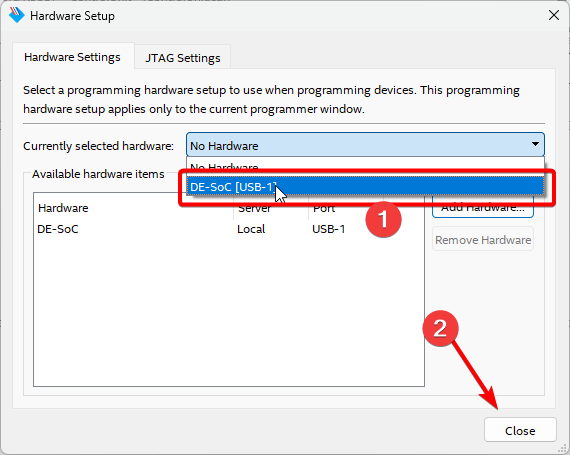 Hardware Setup
Hardware Settings
JTAG Settings
Select a programming hardware setup to use when programming devices. This programming
hardware setup applies only to the current programmer window.
Currently selected hardware:
No Hardware
No Hardware
DE-SoC [USB-1]
Available hardware items
Hardware Server Port
DE-SoC Local USB-1
Add Hardware...
Remove Hardware
1
2
Close